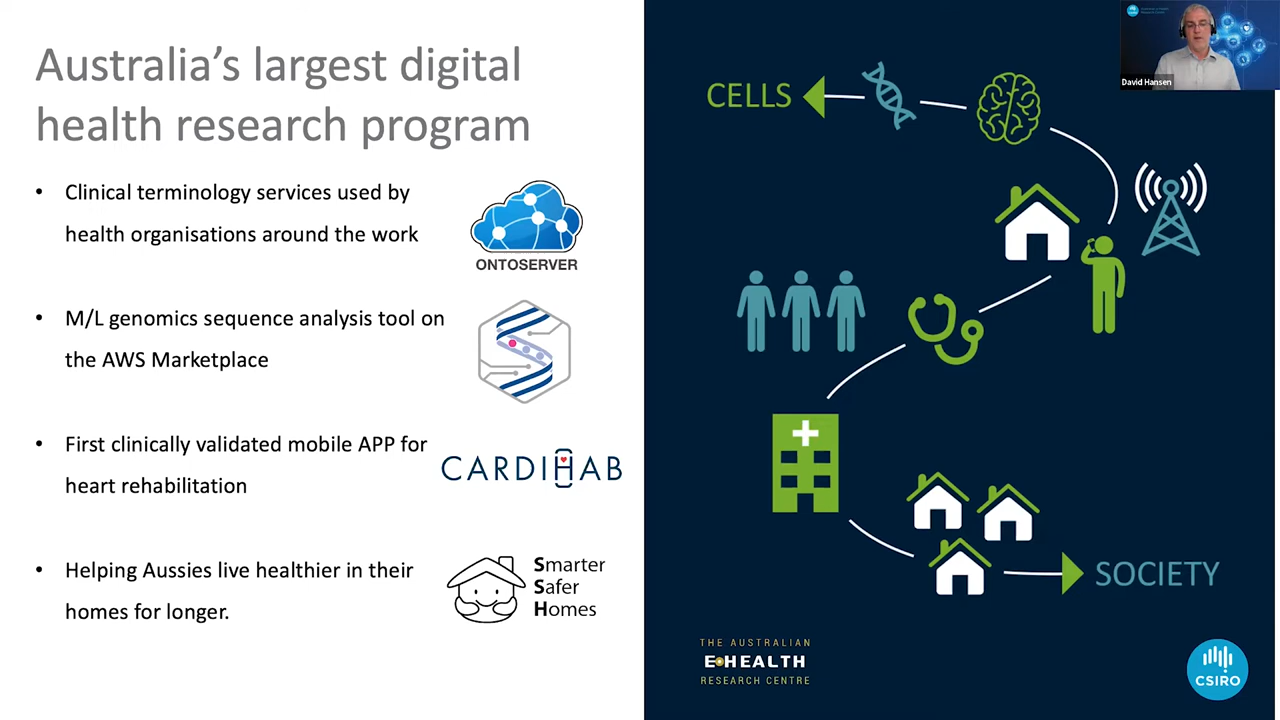 Australia's largest digital
health research program
• Clinical terminology services used by
health organisations around the work
ONTOSERVER
• M/L genomics sequence analysis tool on
the AWS Marketplace
• First clinically validated mobile APP for
heart rehabilitation
CARDIHAB
• Helping Aussies live healthier in their
homes for longer.
Smarter
Safer
Homes
CELLS
SOCIETY
THE AUSTRALIAN
E-HEALTH
RESEARCH CENTRE
CSIRO
CSIRO
David Hansen